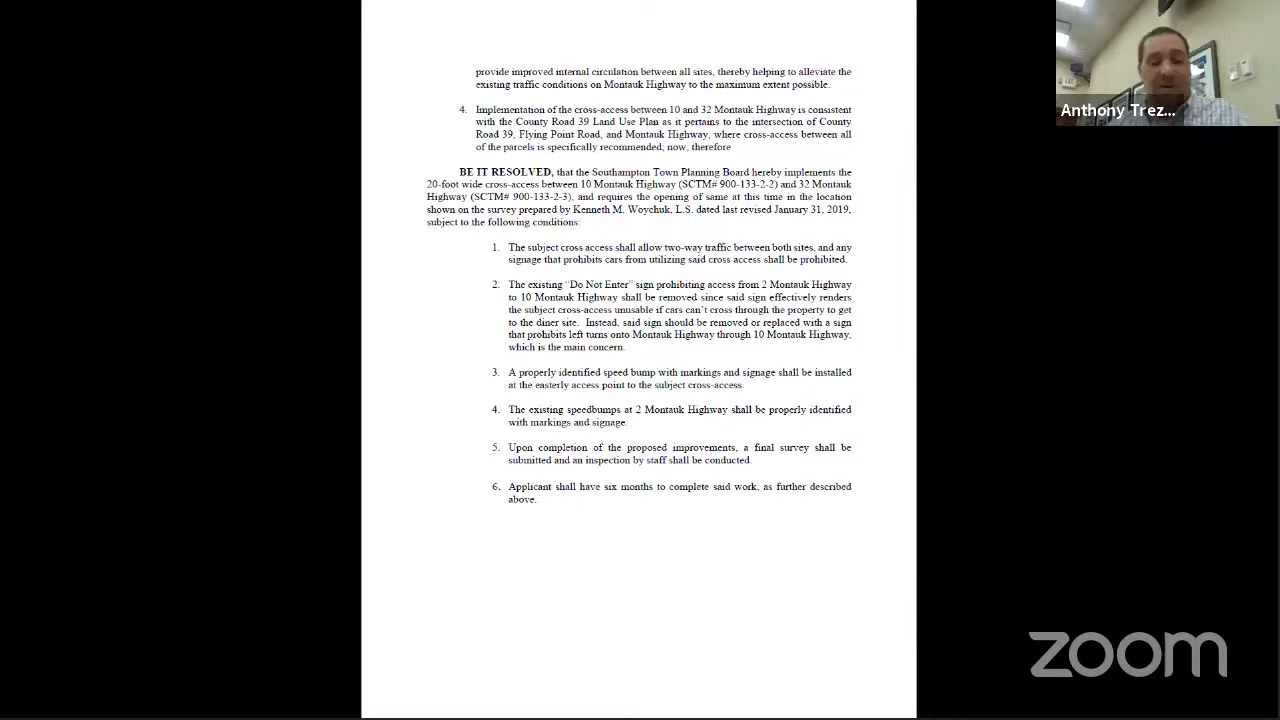 provide improved internal circulation between all sites, thereby helping to alleviate the
existing traffic conditions on Montauk Highway to the maximum extent possible.
4. Implementation of the cross-access between 10 and 32 Montauk Highway is consistent
with the County Road 39 Land Use Plan as it pertains to the intersection of County
Road 39, Flying Point Road, and Montauk Highway, where cross-access between all
of the parcels is specifically recommended; now, therefore
BE IT RESOLVED, that the Southampton Town Planning Board hereby implements the
20-foot wide cross-access between 10 Montauk Highway (SCTM# 900-133-2-2) and 32 Montauk
Highway (SCTM# 900-133-2-3), and requires the opening of same at this time in the location
shown on the survey prepared by Kenneth M. Woychuk, L.S. dated last revised January 31, 2019,
subject to the following conditions:
1. The subject cross access shall allow two-way traffic between both sites, and any
signage that prohibits cars from utilizing said cross access shall be prohibited.
2. The existing “Do Not Enter” sign prohibiting access from 2 Montauk Highway
to 10 Montauk Highway shall be removed since said sign effectively renders
the subject cross-access unusable if cars can’t cross through the property to get
to the diner site. Instead, said sign should be removed or replaced with a sign
that prohibits left turns onto Montauk Highway through 10 Montauk Highway,
which is the main concern.
3. A properly identified speed bump with markings and signage shall be installed
at the easterly access point to the subject cross-access.
4. The existing speedbumps at 2 Montauk Highway shall be properly identified
with markings and signage.
5. Upon completion of the proposed improvements, a final survey shall be
submitted and an inspection by staff shall be conducted.
6. Applicant shall have six months to complete said work, as further described
above.
Anthony Trez...
zoom